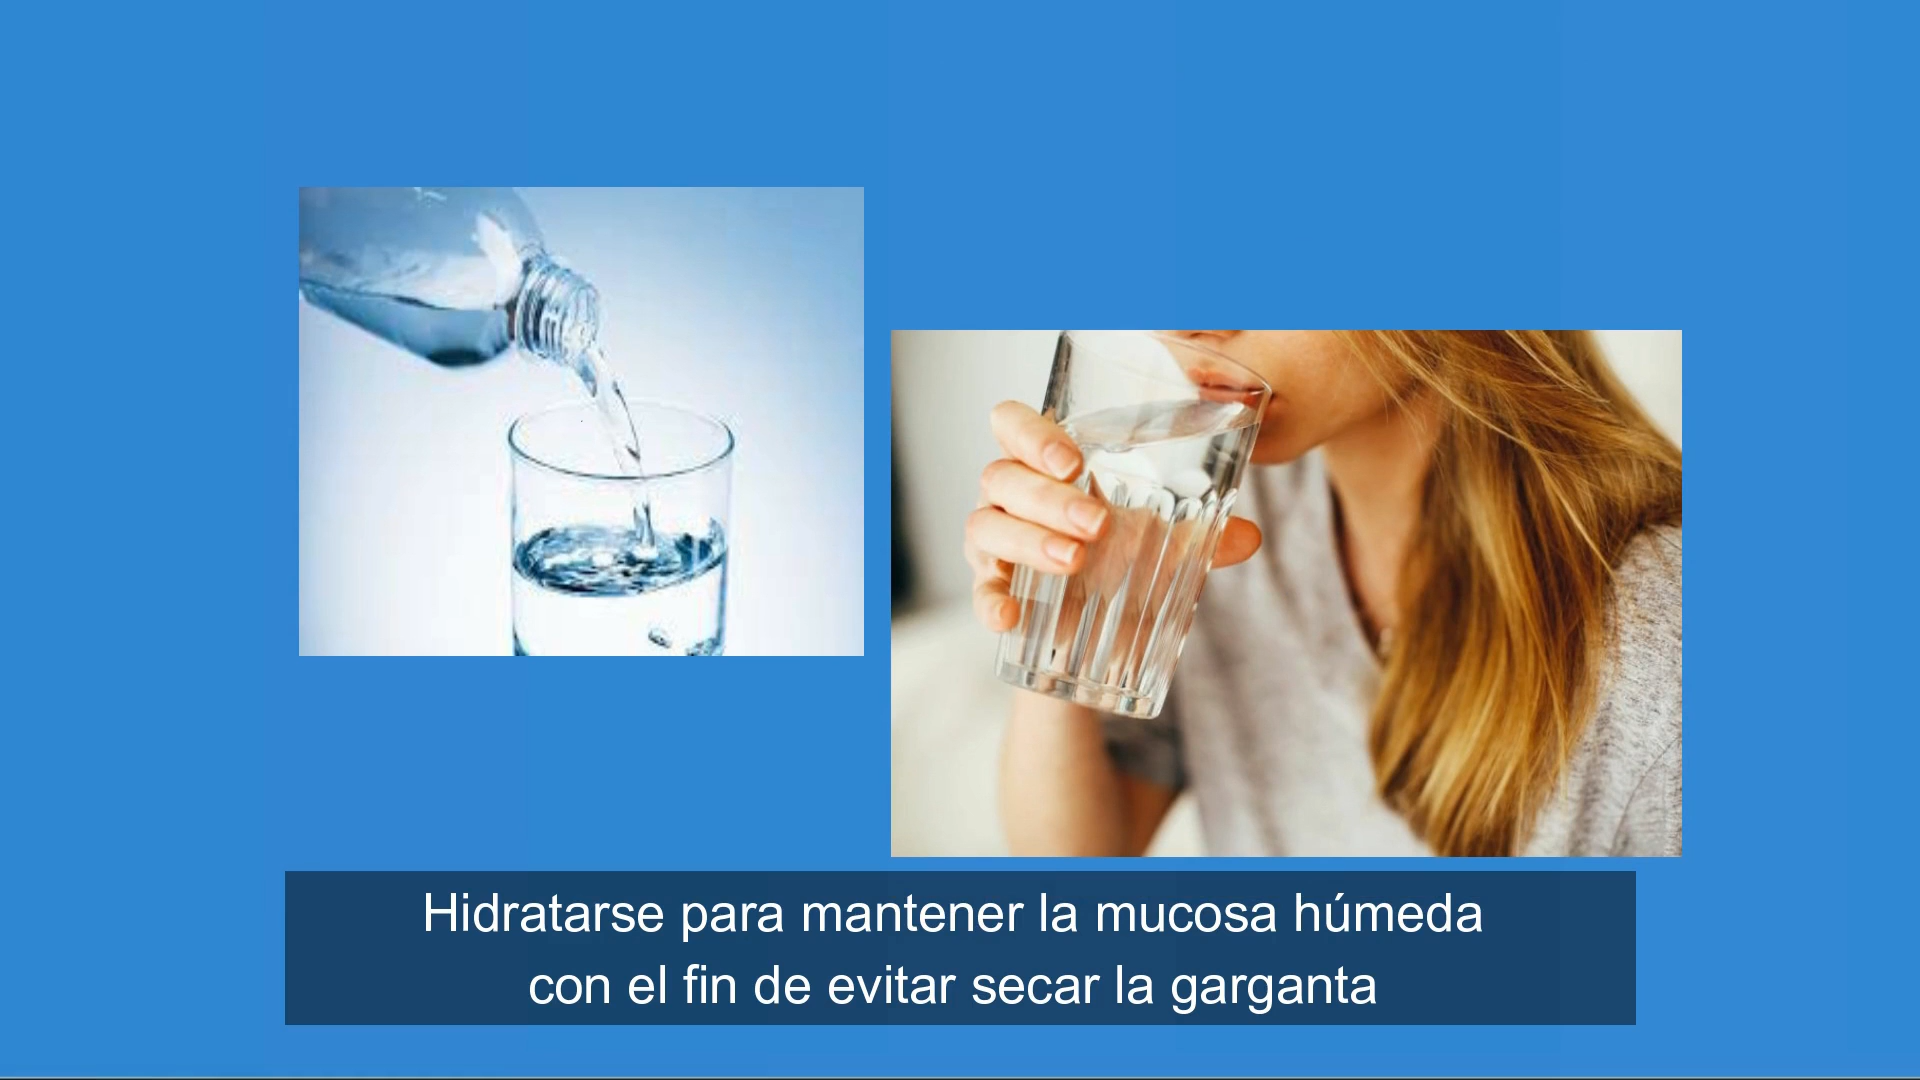 Hidratarse para mantener la mucosa húmeda
con el fin de evitar secar la garganta